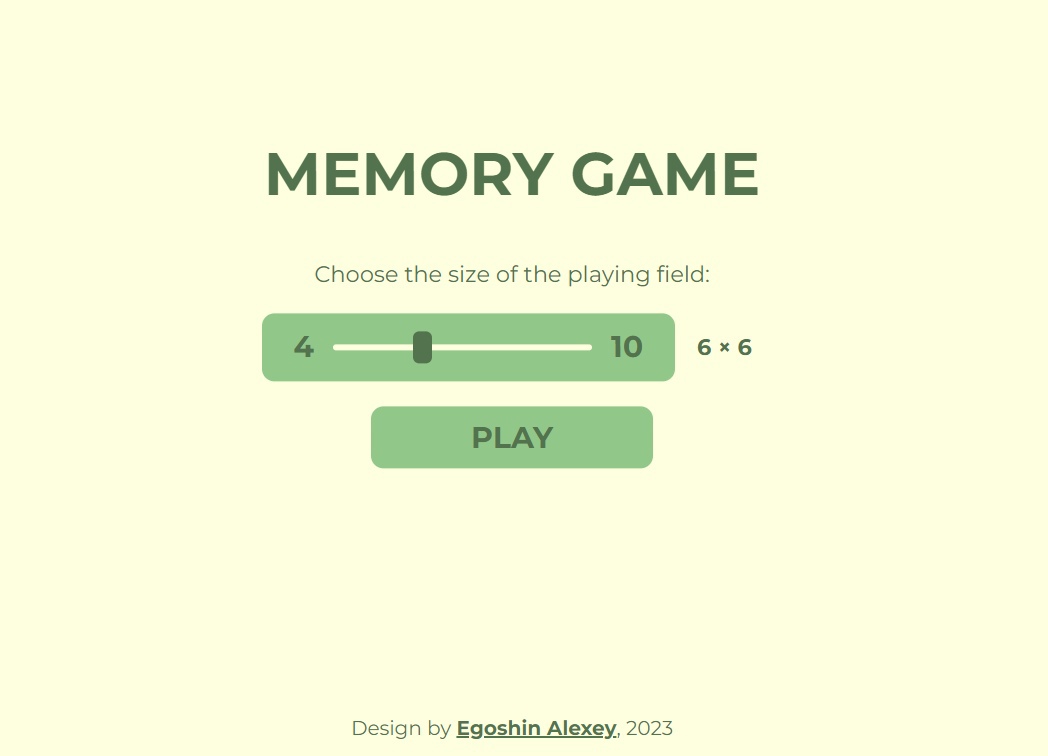 MEMORY GAME
Choose the size of the playing field:
4 10 6 × 6
PLAY
Design by Egoshin Alexey, 2023